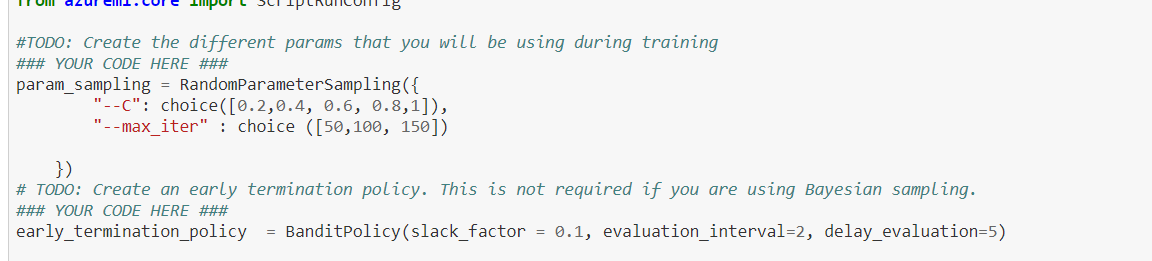 from azureml.core import ScriptRunConfig
#TODO: Create the different params that you will be using during training
### YOUR CODE HERE ###
param_sampling = RandomParameterSampling({
"--C": choice([0.2,0.4, 0.6, 0.8,1]),
"--max_iter" : choice ([50,100, 150])
})
# TODO: Create an early termination policy. This is not required if you are using Bayesian sampling.
### YOUR CODE HERE ###
early_termination_policy  = BanditPolicy(slack_factor = 0.1, evaluation_interval=2, delay_evaluation=5)